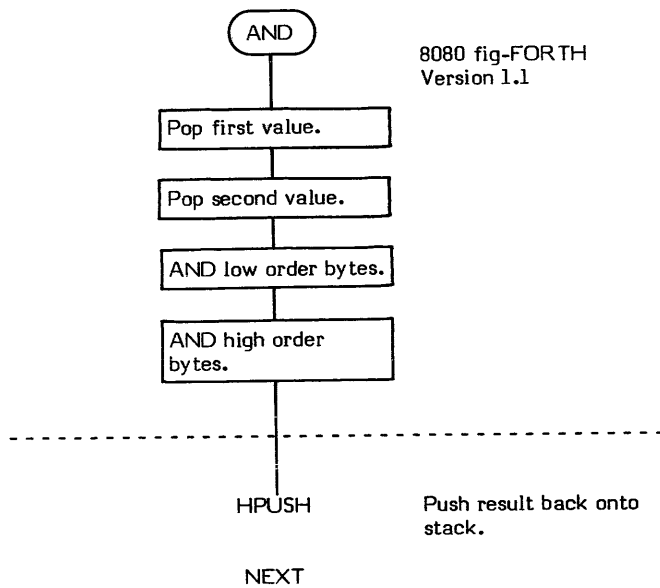 AND
8080 fig-FORTH
Version 1.1
Pop first value.
Pop second value.
AND low order bytes.
AND high order
bytes.
HPUSH
Push result back onto
stack.
NEXT